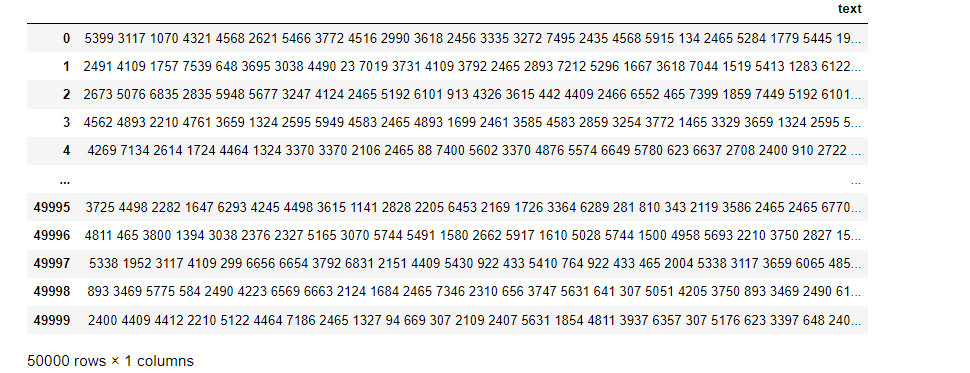 text
0 5399 3117 1070 4321 4568 2621 5466 3772 4516 2990 3618 2456 3335 3272 7495 2435 4568 5915 134 2465 5284 1779 5445 19...
1 2491 4109 1757 7539 648 3695 3038 4490 23 7019 3731 4109 3792 2465 2893 7212 5296 1667 3618 7044 1519 5413 1283 6122...
2 2673 5076 6835 2835 5948 5677 3247 4124 2465 5192 6101 913 4326 3615 442 4409 2466 6552 465 7399 1859 7449 5192 6101...
3 4562 4893 2210 4761 3659 1324 2595 5949 4583 2465 4893 1699 2461 3585 4583 2859 3254 3772 1465 3329 3659 1324 2595 5...
4 4269 7134 2614 1724 4464 1324 3370 3370 2106 2465 88 7400 5602 3370 4876 5574 6649 5780 623 6637 2708 2400 910 2722 ...
... ...
49995 3725 4498 2282 1647 6293 4245 4498 3615 1141 2828 2205 6453 2169 1726 3364 6289 281 810 343 2119 3586 2465 2465 6770...
49996 4811 465 3800 1394 3038 2376 2327 5165 3070 5744 5491 1580 2662 5917 1610 5028 5744 1500 4958 5693 2210 3750 2827 15...
49997 5338 1952 3117 4109 299 6656 6654 3792 6831 2151 4409 5430 922 433 5410 764 922 433 465 2004 5338 3117 3659 6065 485...
49998 893 3469 5775 584 2490 4223 6569 6663 2124 1684 2465 7346 2310 656 3747 5631 641 307 5051 4205 3750 893 3469 2490 61...
49999 2400 4409 4412 2210 5122 4464 7186 2465 1327 94 669 307 2109 2407 5631 1854 4811 3937 6357 307 5176 623 3397 648 240...
50000 rows × 1 columns